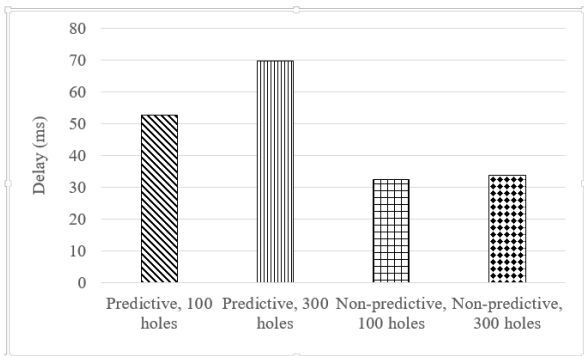 80
70
60
50
40
30
20
10
0
Delay (ms)
Predictive, 100
holes
Predictive, 300
holes
Non-predictive,
100 holes
Non-predictive,
300 holes